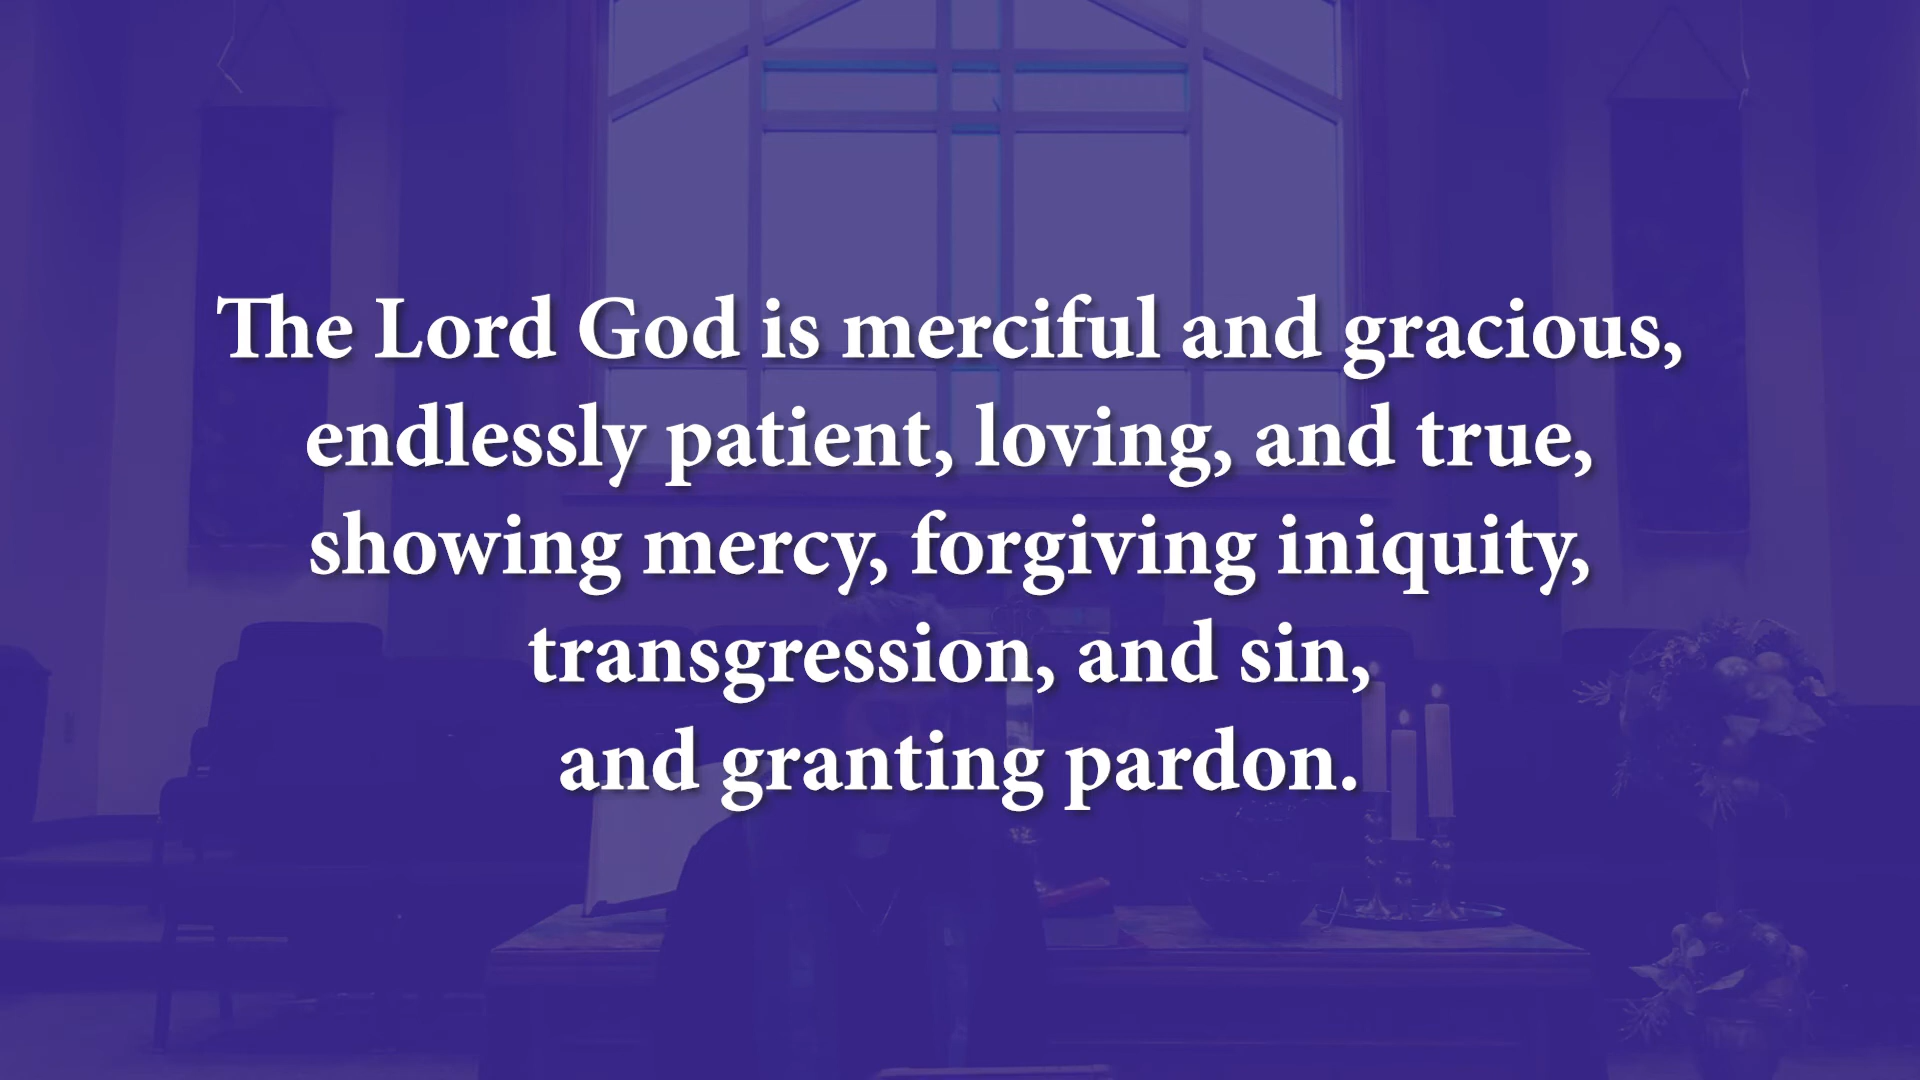 The Lord God is merciful and gracious,
endlessly patient, loving, and true,
showing mercy, forgiving iniquity,
transgression, and sin,
and granting pardon.